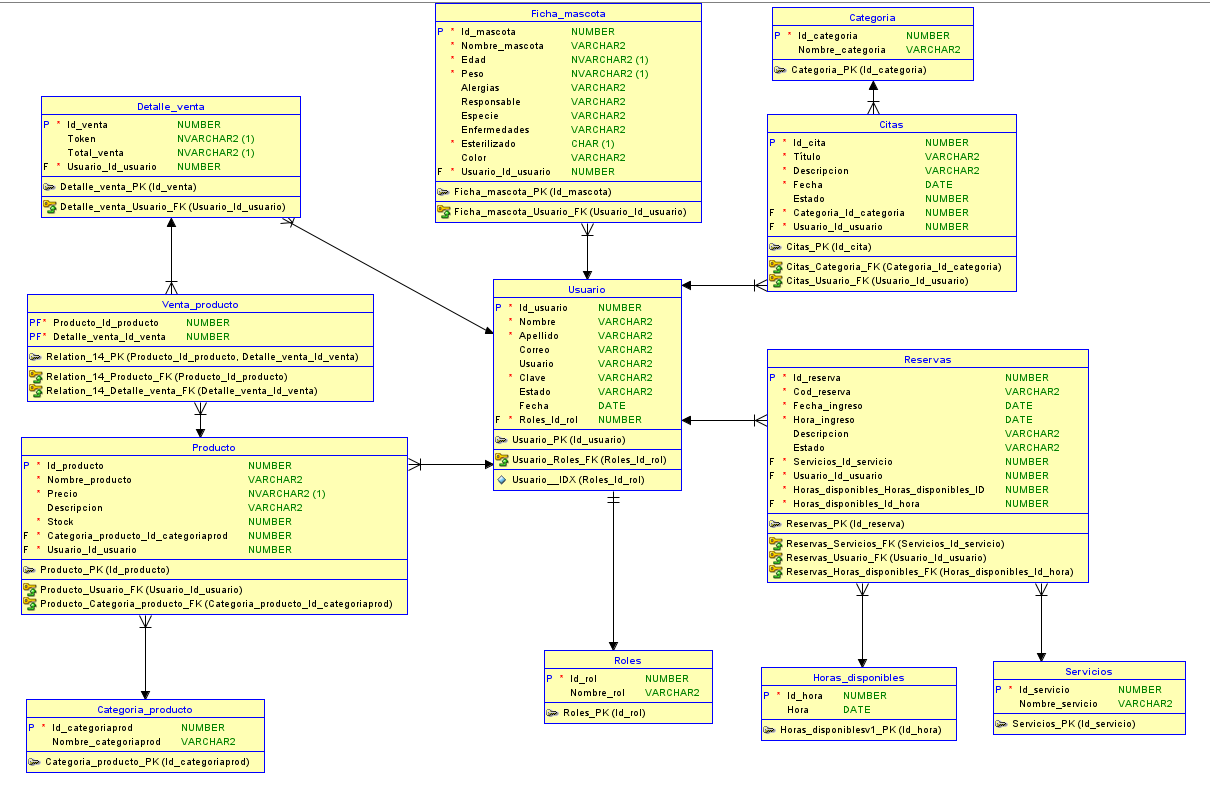 Ficha_mascota
P * Id_mascota NUMBER
* Nombre_mascota VARCHAR2
* Edad NVARCHAR2 (1)
* Peso NVARCHAR2 (1)
Alergias VARCHAR2
Responsable VARCHAR2
Especie VARCHAR2
Enfermedades VARCHAR2
* Esterilizado CHAR (1)
Color VARCHAR2
F * Usuario_Id_usuario NUMBER
Ficha_mascota_PK (Id_mascota)
Ficha_mascota_Usuario_FK (Usuario_Id_usuario)
Categoria
P * Id_categoria NUMBER
Nombre_categoria VARCHAR2
Categoria_PK (Id_categoria)
Detalle_venta
P * Id_venta NUMBER
Token NVARCHAR2 (1)
Total_venta NVARCHAR2 (1)
F * Usuario_Id_usuario NUMBER
Detalle_venta_PK (Id_venta)
Detalle_venta_Usuario_FK (Usuario_Id_usuario)
Citas
P * Id_cita NUMBER
* Titulo VARCHAR2
* Descripcion VARCHAR2
* Fecha DATE
Estado NUMBER
F * Categoria_Id_categoria NUMBER
F * Usuario_Id_usuario NUMBER
Citas_PK (Id_cita)
Citas_Categoria_FK (Categoria_Id_categoria)
Citas_Usuario_FK (Usuario_Id_usuario)
Venta_producto
PF* Producto_Id_producto NUMBER
PF* Detalle_venta_Id_venta NUMBER
Relation_14_PK (Producto_Id_producto, Detalle_venta_Id_venta)
Relation_14_Producto_FK (Producto_Id_producto)
Relation_14_Detalle_venta_FK (Detalle_venta_Id_venta)
Usuario
P * Id_usuario NUMBER
* Nombre VARCHAR2
* Apellido VARCHAR2
Correo VARCHAR2
Usuario VARCHAR2
* Clave VARCHAR2
Estado VARCHAR2
Fecha DATE
F * Roles_Id_rol NUMBER
Usuario_PK (Id_usuario)
Usuario_Roles_FK (Roles_Id_rol)
Usuario__IDX (Roles_Id_rol)
Reservas
P * Id_reserva NUMBER
* Cod_reserva VARCHAR2
* Fecha_ingreso DATE
* Hora_ingreso DATE
Descripcion VARCHAR2
Estado VARCHAR2
F * Servicios_Id_servicio NUMBER
F * Usuario_Id_usuario NUMBER
* Horas_disponibles_Horas_disponibles_ID NUMBER
F * Horas_disponibles_Id_hora NUMBER
Reservas_PK (Id_reserva)
Reservas_Servicios_FK (Servicios_Id_servicio)
Reservas_Usuario_FK (Usuario_Id_usuario)
Reservas_Horas_disponibles_FK (Horas_disponibles_Id_hora)
Producto
P * Id_producto NUMBER
* Nombre_producto VARCHAR2
* Precio NVARCHAR2 (1)
Descripcion VARCHAR2
* Stock NUMBER
F * Categoria_producto_Id_categoriaprod NUMBER
F * Usuario_Id_usuario NUMBER
Producto_PK (Id_producto)
Producto_Usuario_FK (Usuario_Id_usuario)
Producto_Categoria_producto_FK (Categoria_producto_Id_categoriaprod)
Roles
P * Id_rol NUMBER
Nombre_rol VARCHAR2
Roles_PK (Id_rol)
Horas_disponibles
P * Id_hora NUMBER
Hora DATE
Horas_disponiblesv1_PK (Id_hora)
Servicios
P * Id_servicio NUMBER
Nombre_servicio VARCHAR2
Servicios_PK (Id_servicio)
Categoria_producto
P * Id_categoriaprod NUMBER
Nombre_categoriaprod VARCHAR2
Categoria_producto_PK (Id_categoriaprod)